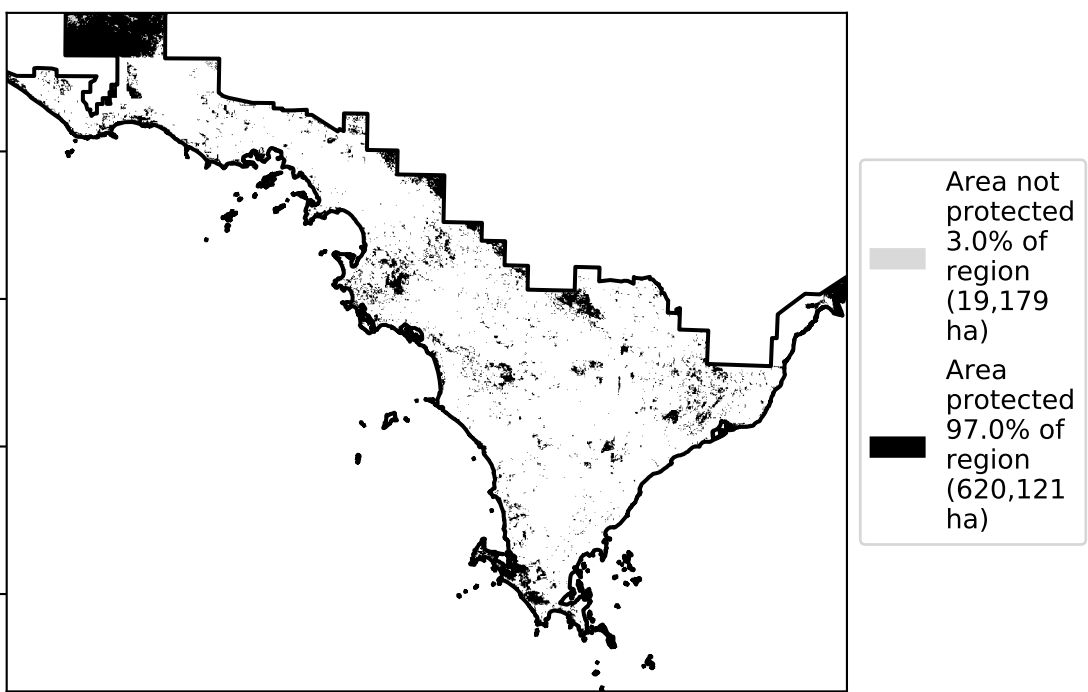 Area not
protected
3.0% of
region
(19,179
ha)
Area
protected
97.0% of
region
(620,121
ha)